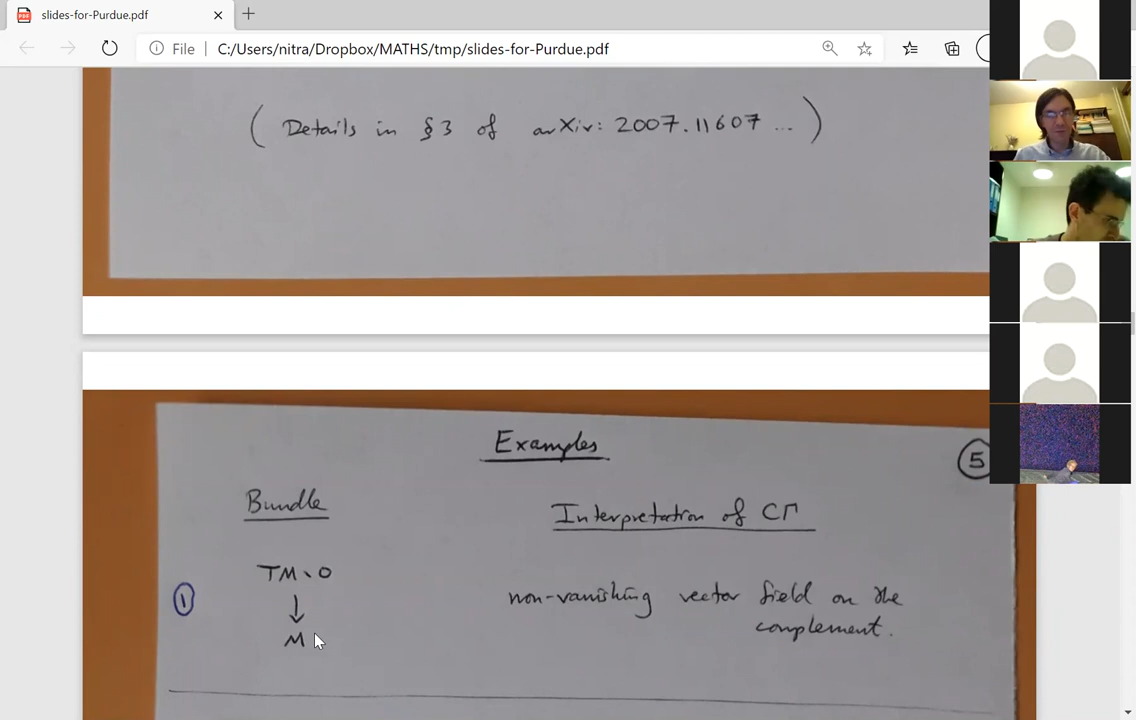 slides-for-Purdue.pdf
File | C:/Users/nitra/Dropbox/MATHS/tmp/slides-for-Purdue.pdf
(Details in §3 of arXiv: 2007.11607 ...)
Examples
5
Bundle
Interpretation of CΓ
TM∖0
① ↓ non-vanishing vector field on the
M complement.